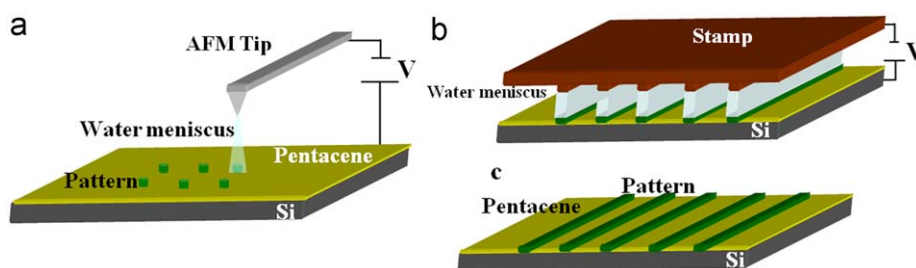 a
AFM Tip
V
Water meniscus
Pentacene
Pattern
Si
b
Stamp
V
Water meniscus
Si
c
Pattern
Pentacene
Si